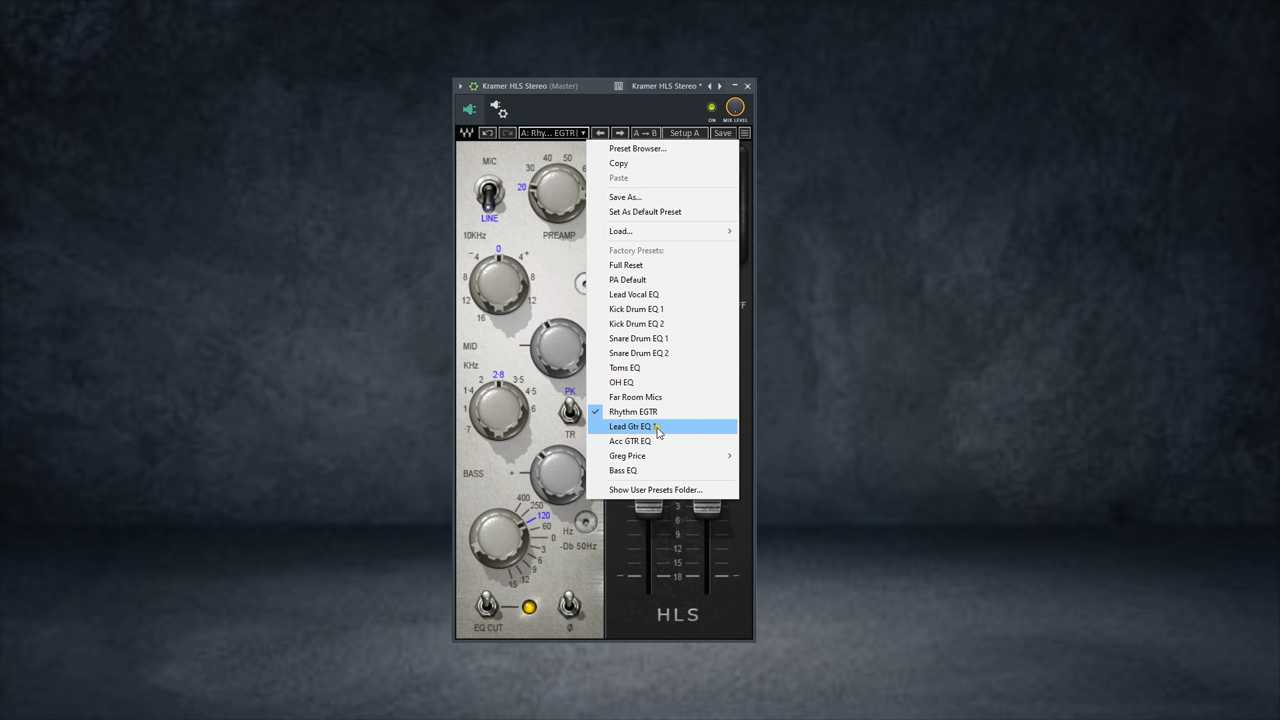 Kramer HLS Stereo (Master)
Kramer HLS Stereo *
ON
MIX LEVEL
A: Rhy... EGTR
A → B
Setup A
Save
Preset Browser...
Copy
Paste
Save As...
Set As Default Preset
Load...
Factory Presets:
Full Reset
PA Default
Lead Vocal EQ
Kick Drum EQ 1
Kick Drum EQ 2
Snare Drum EQ 1
Snare Drum EQ 2
Toms EQ
OH EQ
Far Room Mics
Rhythm EGTR
Lead Gtr EQ 1
Acc GTR EQ
Greg Price
Bass EQ
Show User Presets Folder...
MIC
LINE
20 30 40 50
PREAMP
10KHz
0
- 4 4 +
8 8
12 12
16
MID
KHz
·7 1 1·4 2 2·8 3·5 4·5 6
PK
TR
BASS
+
400
250
120
60
0
3
6
9
12
15
Hz
-Db 50Hz
EQ CUT
Ø
3
6
9
12
15
18
HLS